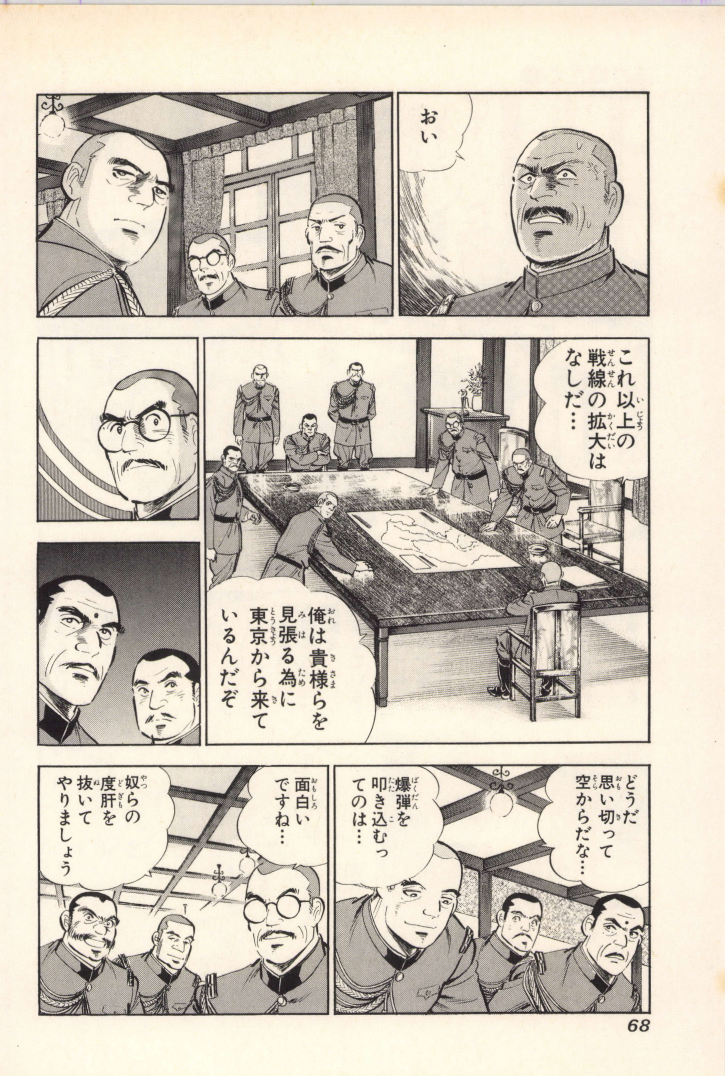 おい
これ以上の
戦線の拡大は
なしだ…
俺は貴様らを
見張る為に
東京から来て
いるんだぞ
どうだ
思い切って
空からだな…
爆弾を
叩き込むっ
てのは…
面白い
ですね…
奴らの
度肝を
抜いて
やりましょう
68